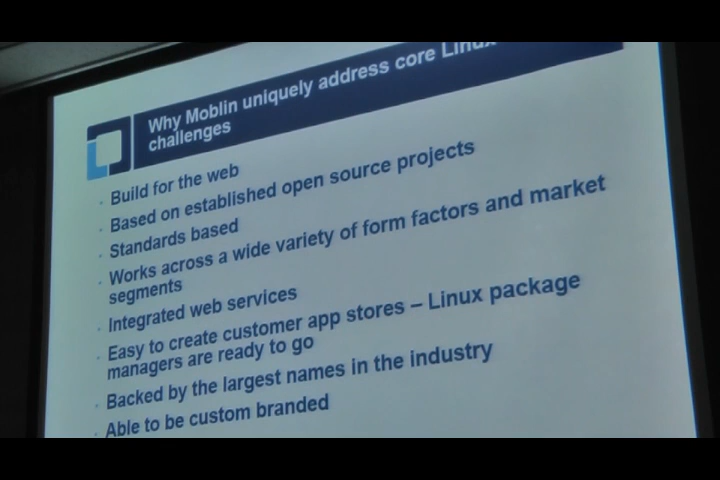 Why Moblin uniquely address core Linux
challenges
Build for the web
Based on established open source projects
Standards based
Works across a wide variety of form factors and market
segments
Integrated web services
Easy to create customer app stores – Linux package
managers are ready to go
Backed by the largest names in the industry
Able to be custom branded